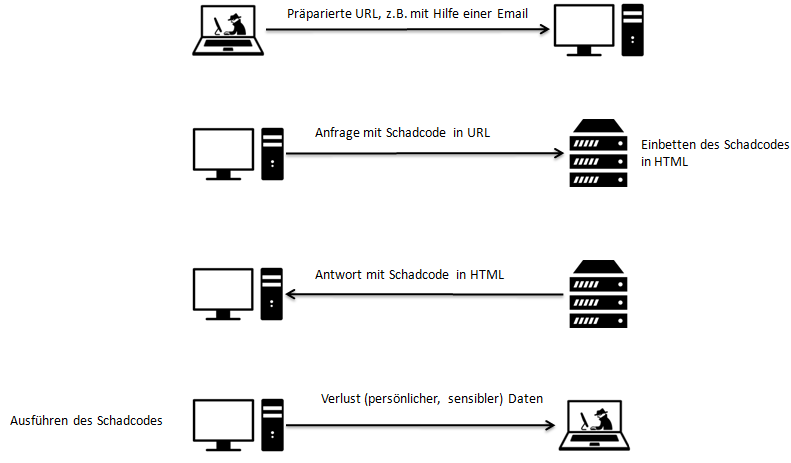 Präparierte URL, z.B. mit Hilfe einer Email
Anfrage mit Schadcode in URL
Einbetten des Schadcodes
in HTML
Antwort mit Schadcode in HTML
Verlust (persönlicher, sensibler) Daten
Ausführen des Schadcodes